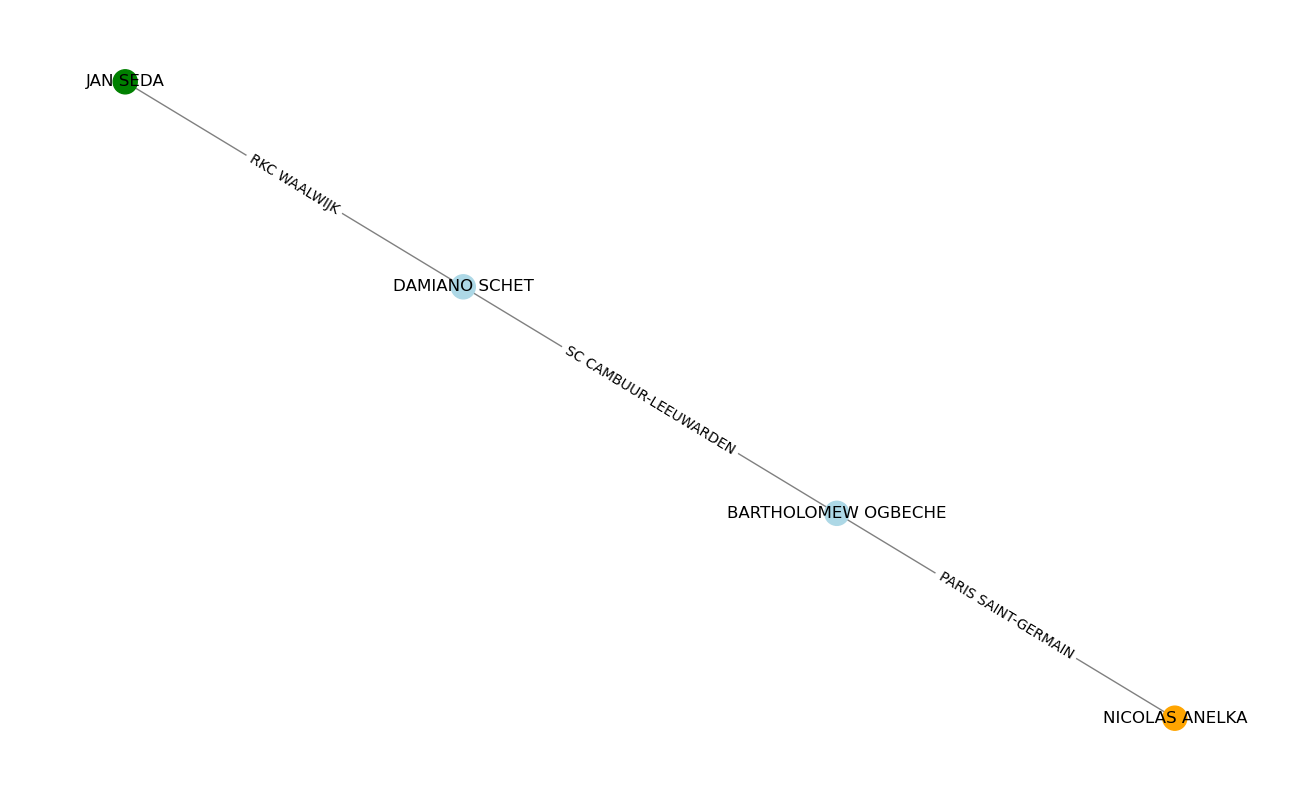 JAN SEDA
RKC WAALWIJK
DAMIANO SCHET
SC CAMBUUR-LEEUWARDEN
BARTHOLOMEW OGBECHE
PARIS SAINT-GERMAIN
NICOLAS ANELKA